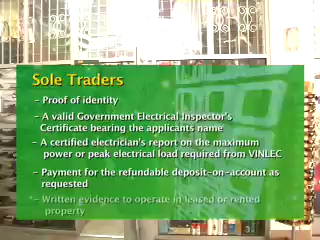 Sole Traders
- Proof of identity
- A valid Government Electrical Inspector's
Certificate bearing the applicants name
- A certified electrician's report on the maximum
power or peak electrical load required from VINLEC
- Payment for the refundable deposit-on-account as
requested
- Written evidence to operate in leased or rented
property